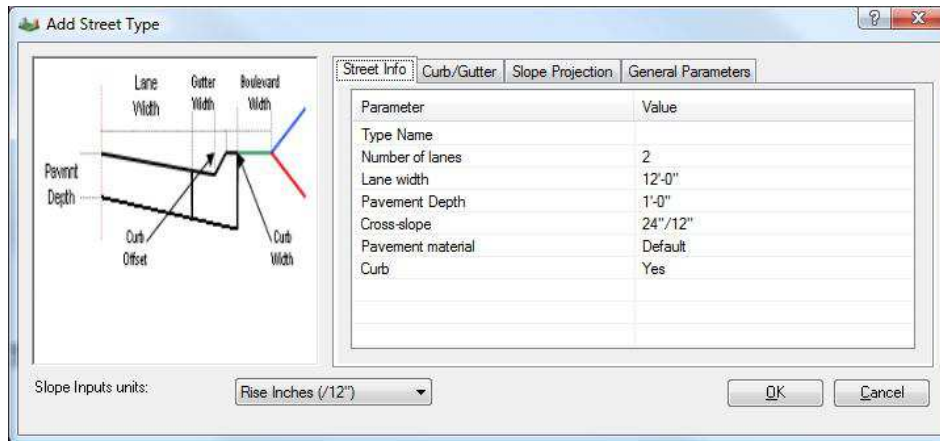 Add Street Type
Lane Width
Gutter Width
Boulevard Width
Pavmnt Depth
Curb Offset
Curb Width
Street Info
Curb/Gutter
Slope Projection
General Parameters
Parameter Value
Type Name
Number of lanes 2
Lane width 12'-0"
Pavement Depth 1'-0"
Cross-slope 24"/12"
Pavement material Default
Curb Yes
Slope Inputs units: Rise Inches (/12")
OK
Cancel